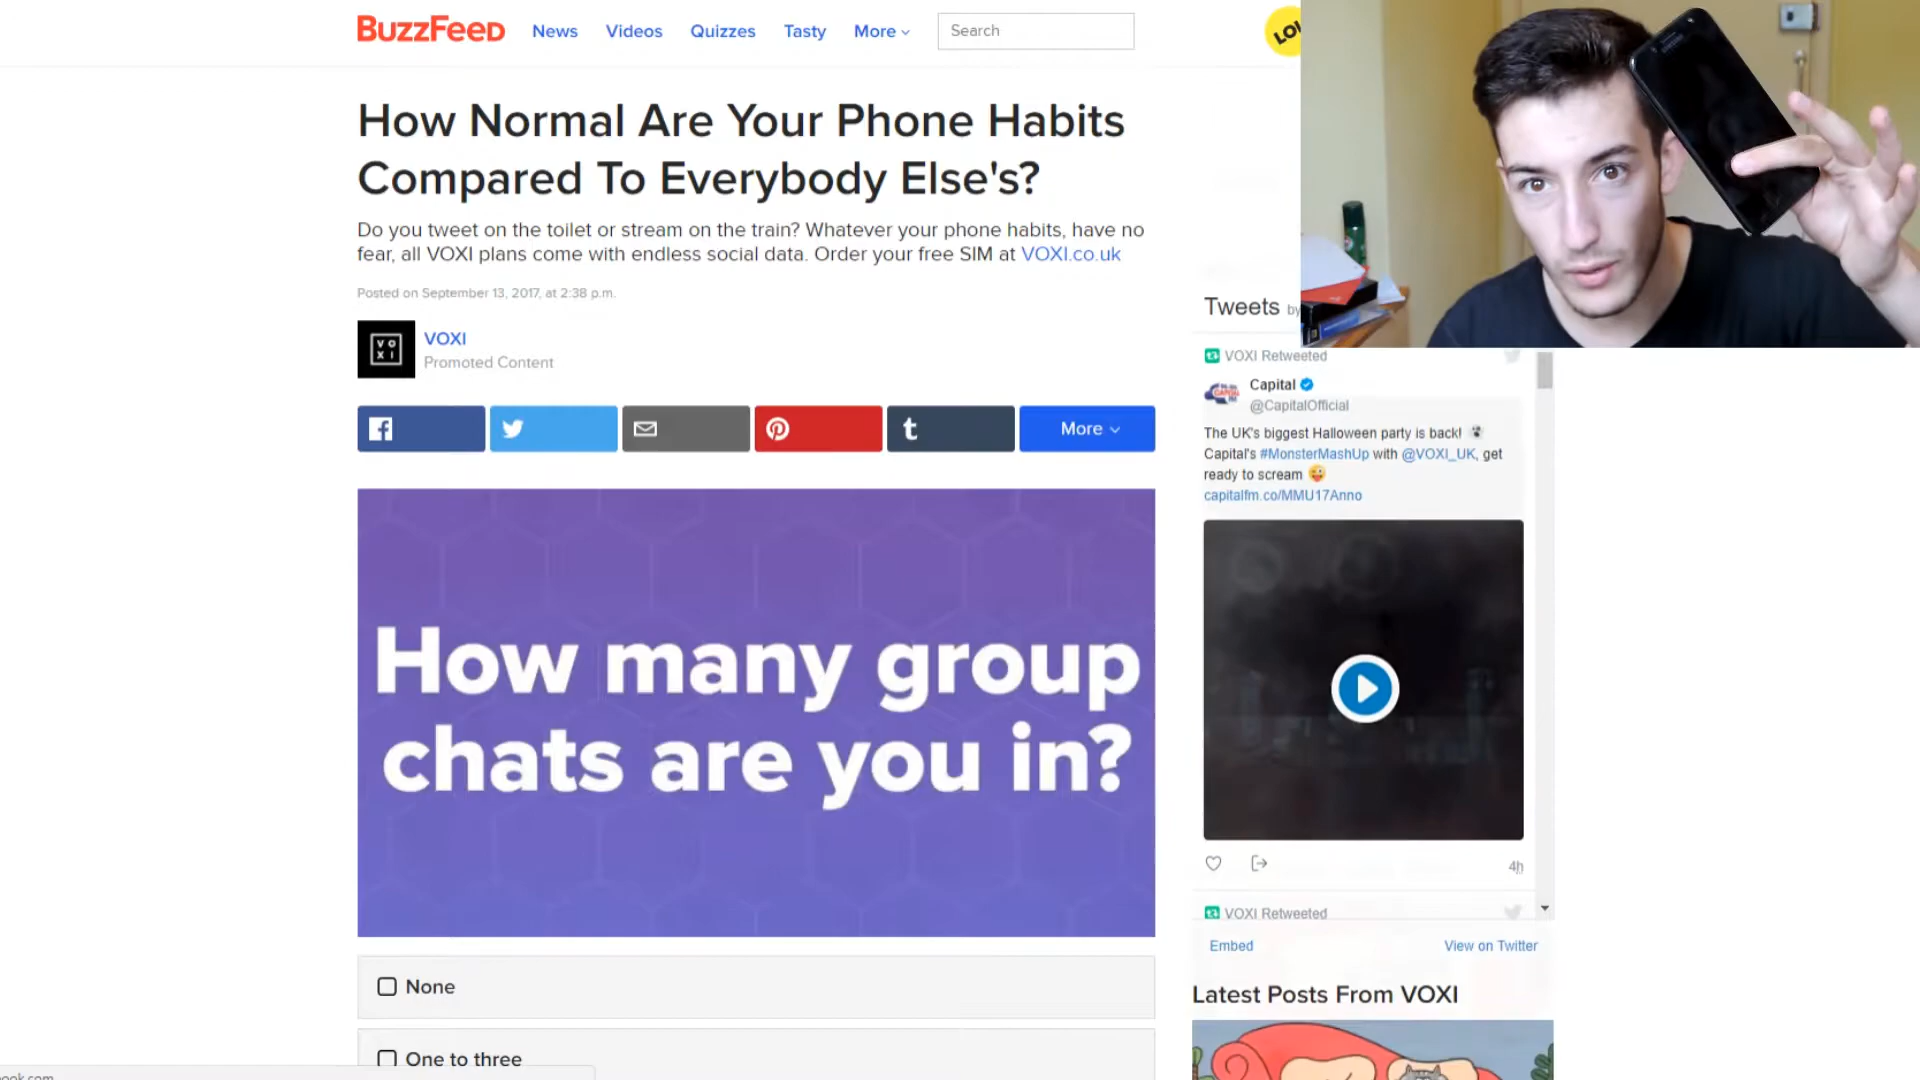 BuzzFeed
News
Videos
Quizzes
Tasty
More
Search
How Normal Are Your Phone Habits
Compared To Everybody Else's?
Do you tweet on the toilet or stream on the train? Whatever your phone habits, have no
fear, all VOXI plans come with endless social data. Order your free SIM at VOXI.co.uk
Posted on September 13, 2017, at 2:38 p.m.
VO
XI
VOXI
Promoted Content
More
How many group
chats are you in?
None
One to three
Tweets by
VOXI Retweeted
Capital
@CapitalOfficial
The UK's biggest Halloween party is back!
Capital's #MonsterMashUp with @VOXI_UK, get
ready to scream
capitalfm.co/MMU17Anno
4h
VOXI Retweeted
Embed
View on Twitter
Latest Posts From VOXI